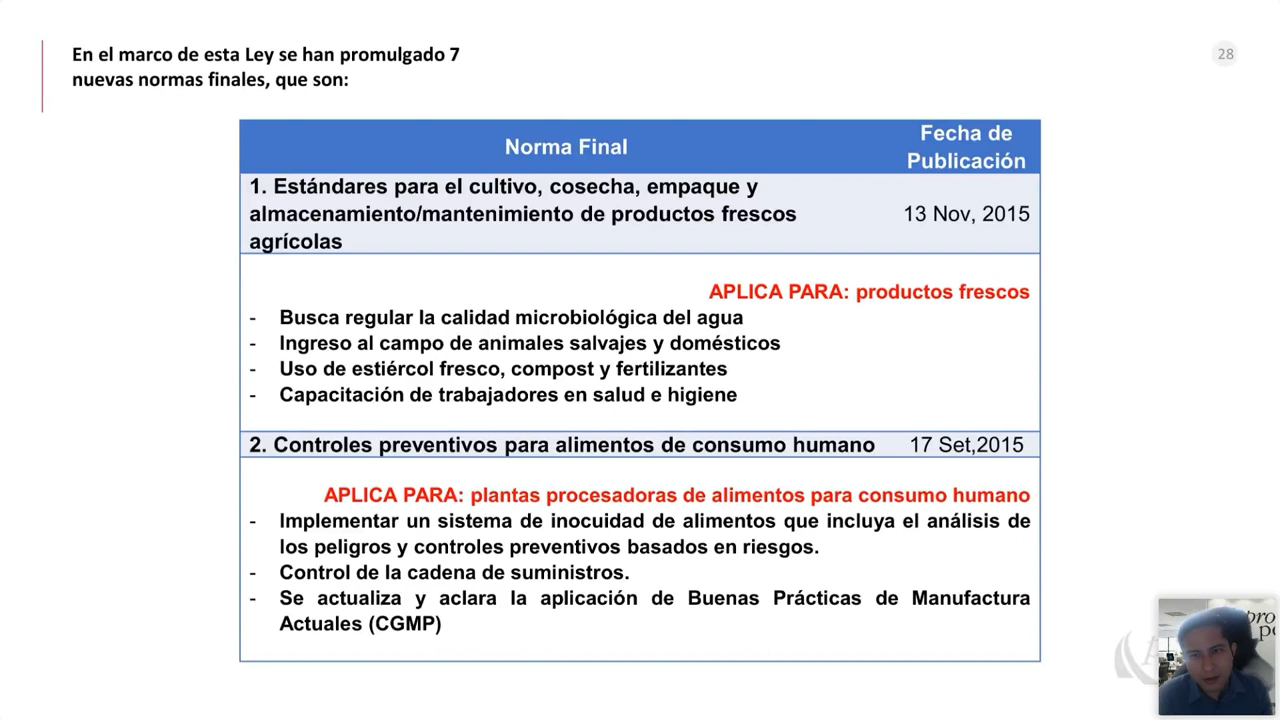 En el marco de esta Ley se han promulgado 7
nuevas normas finales, que son:
28
Norma Final
Fecha de
Publicación
1. Estándares para el cultivo, cosecha, empaque y
almacenamiento/mantenimiento de productos frescos
agrícolas
13 Nov, 2015
APLICA PARA: productos frescos
- Busca regular la calidad microbiológica del agua
- Ingreso al campo de animales salvajes y domésticos
- Uso de estiércol fresco, compost y fertilizantes
- Capacitación de trabajadores en salud e higiene
2. Controles preventivos para alimentos de consumo humano
17 Set,2015
APLICA PARA: plantas procesadoras de alimentos para consumo humano
- Implementar un sistema de inocuidad de alimentos que incluya el análisis de
los peligros y controles preventivos basados en riesgos.
- Control de la cadena de suministros.
- Se actualiza y aclara la aplicación de Buenas Prácticas de Manufactura
Actuales (CGMP)